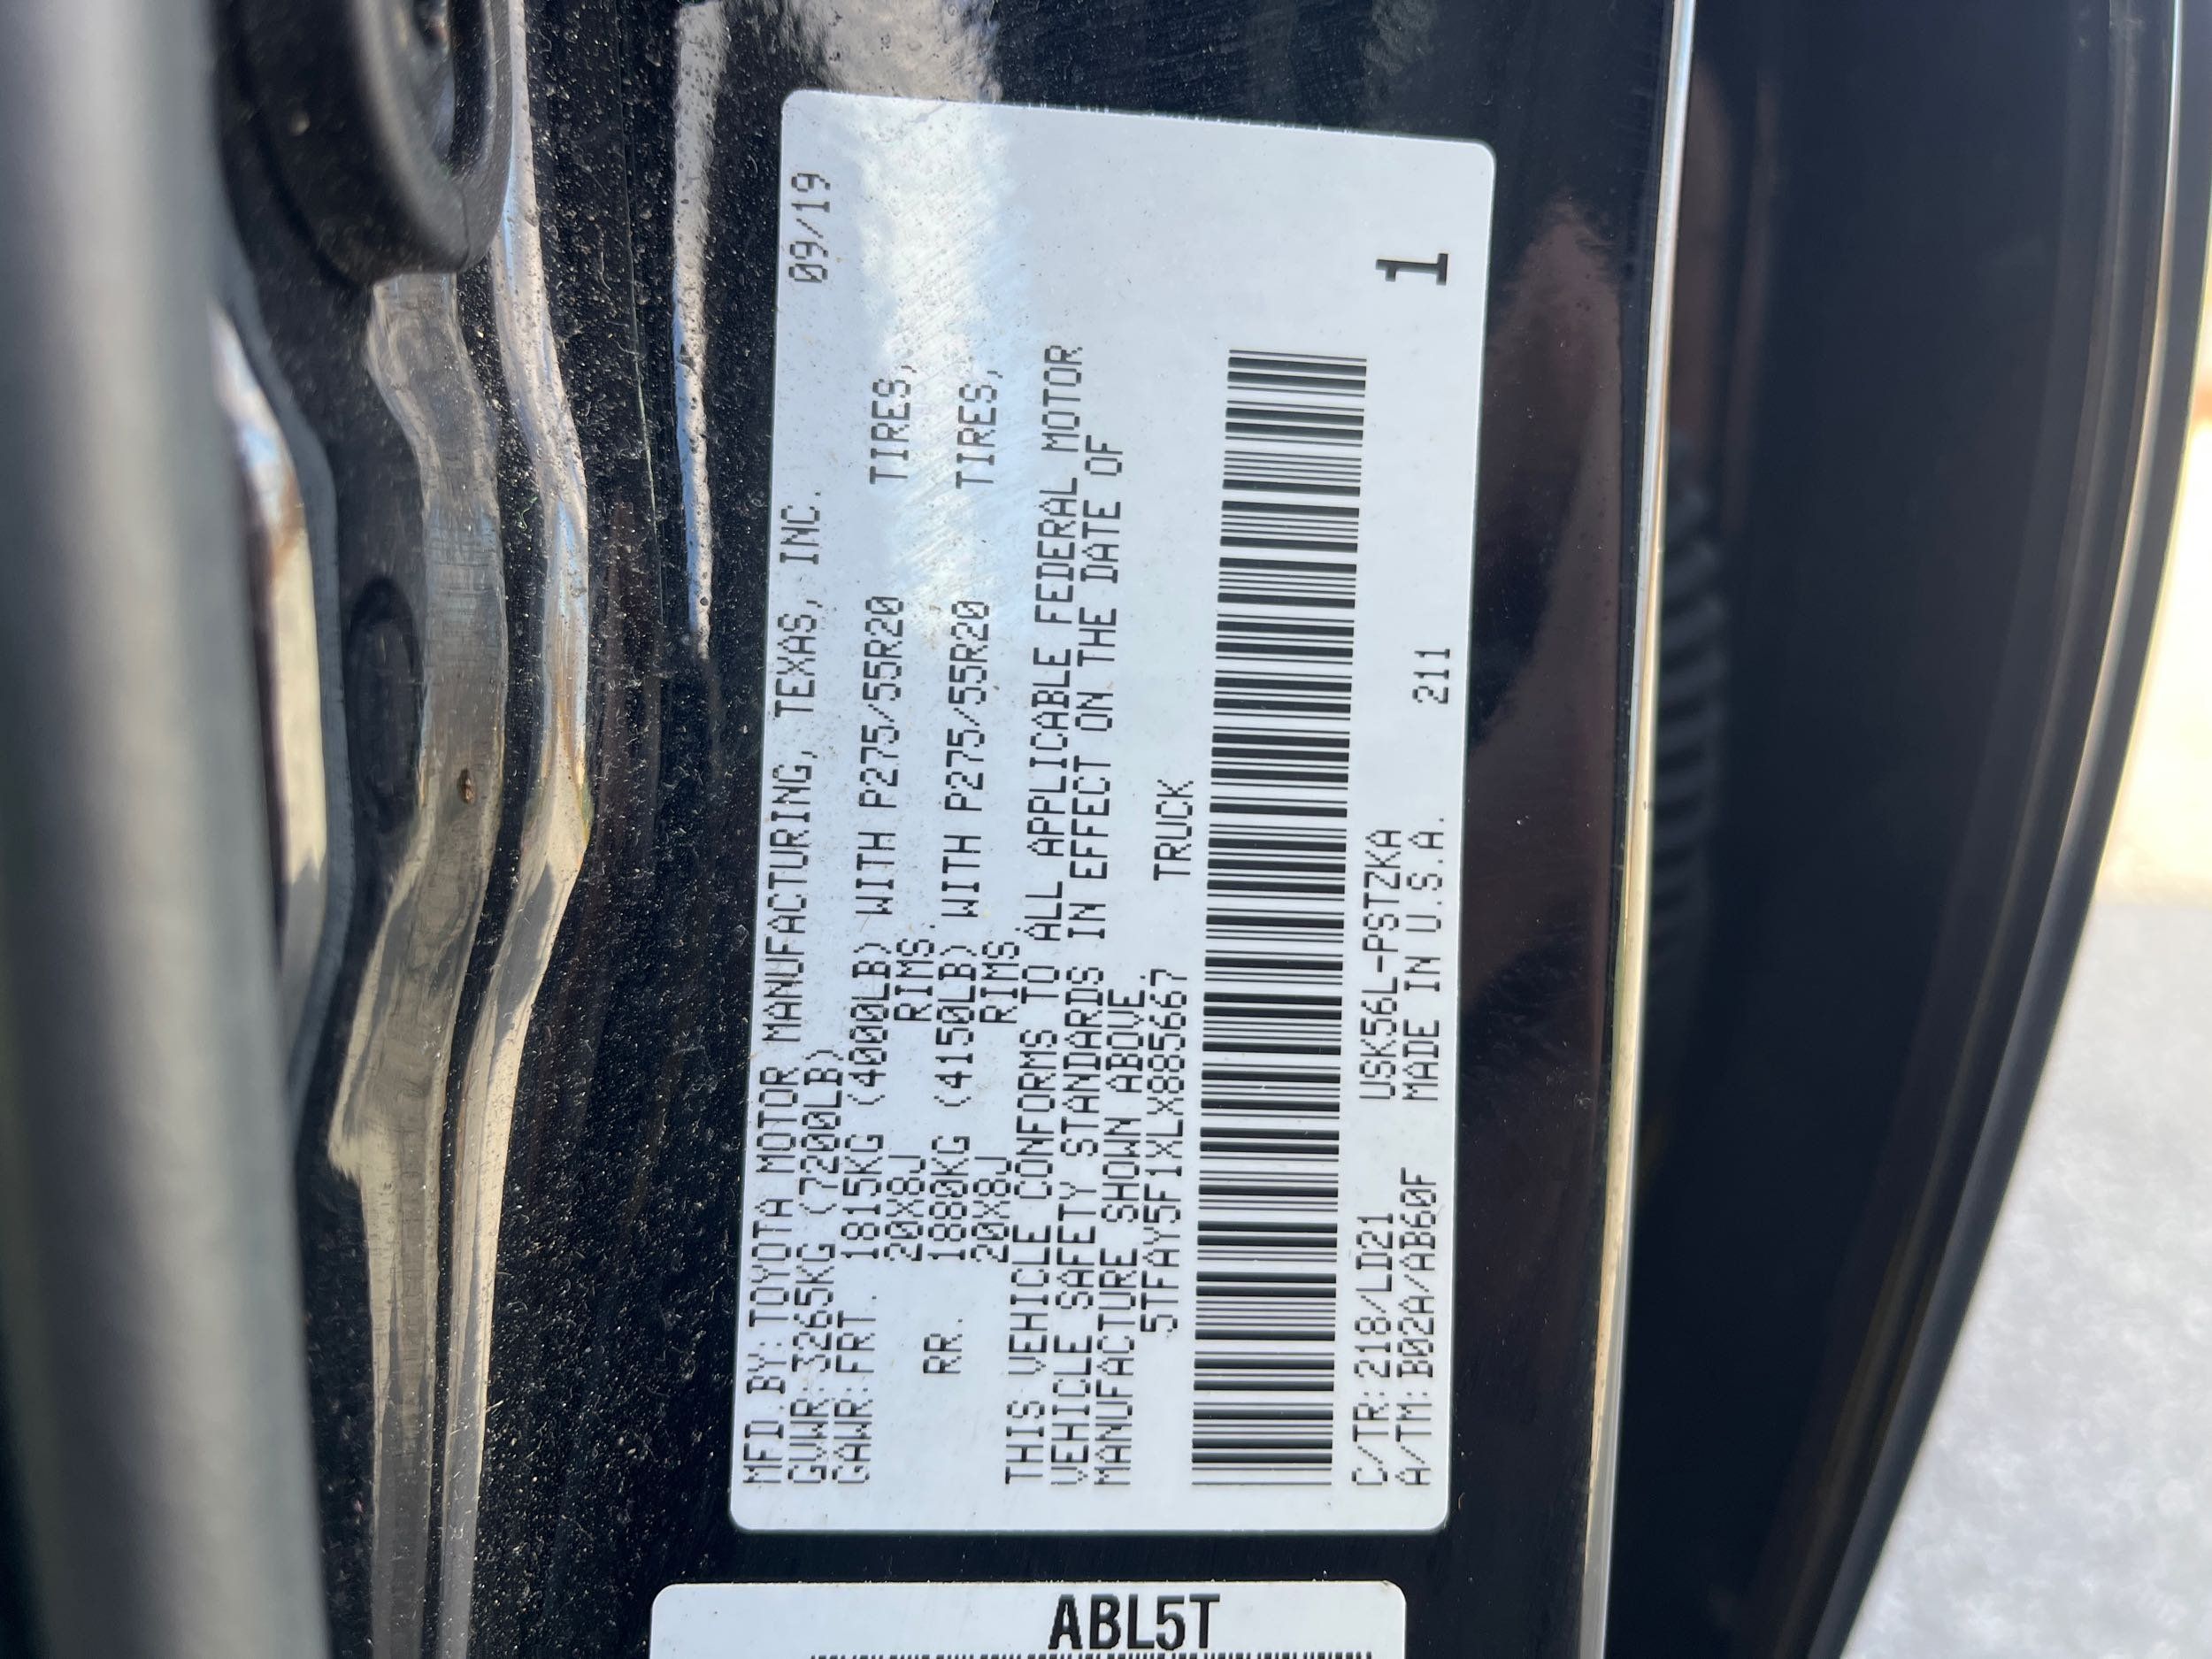 MFD.BY:TOYOTA MOTOR MANUFACTURING, TEXAS, INC. 09/19
GVWR:3265KG (7200LB)
GAWR:FRT. 1815KG (4000LB) WITH P275/55R20 TIRES,
20X8J RIMS.
RR. 1880KG (4150LB) WITH P275/55R20 TIRES,
20X8J RIMS.
THIS VEHICLE CONFORMS TO ALL APPLICABLE FEDERAL MOTOR
VEHICLE SAFETY STANDARDS IN EFFECT ON THE DATE OF
MANUFACTURE SHOWN ABOVE.
5TFAY5F1XLX885667 TRUCK
C/TR:218/LD21 USK56L-PSTZKA
A/TM:B02A/AB60F MADE IN U.S.A. 211
1
ABL5T